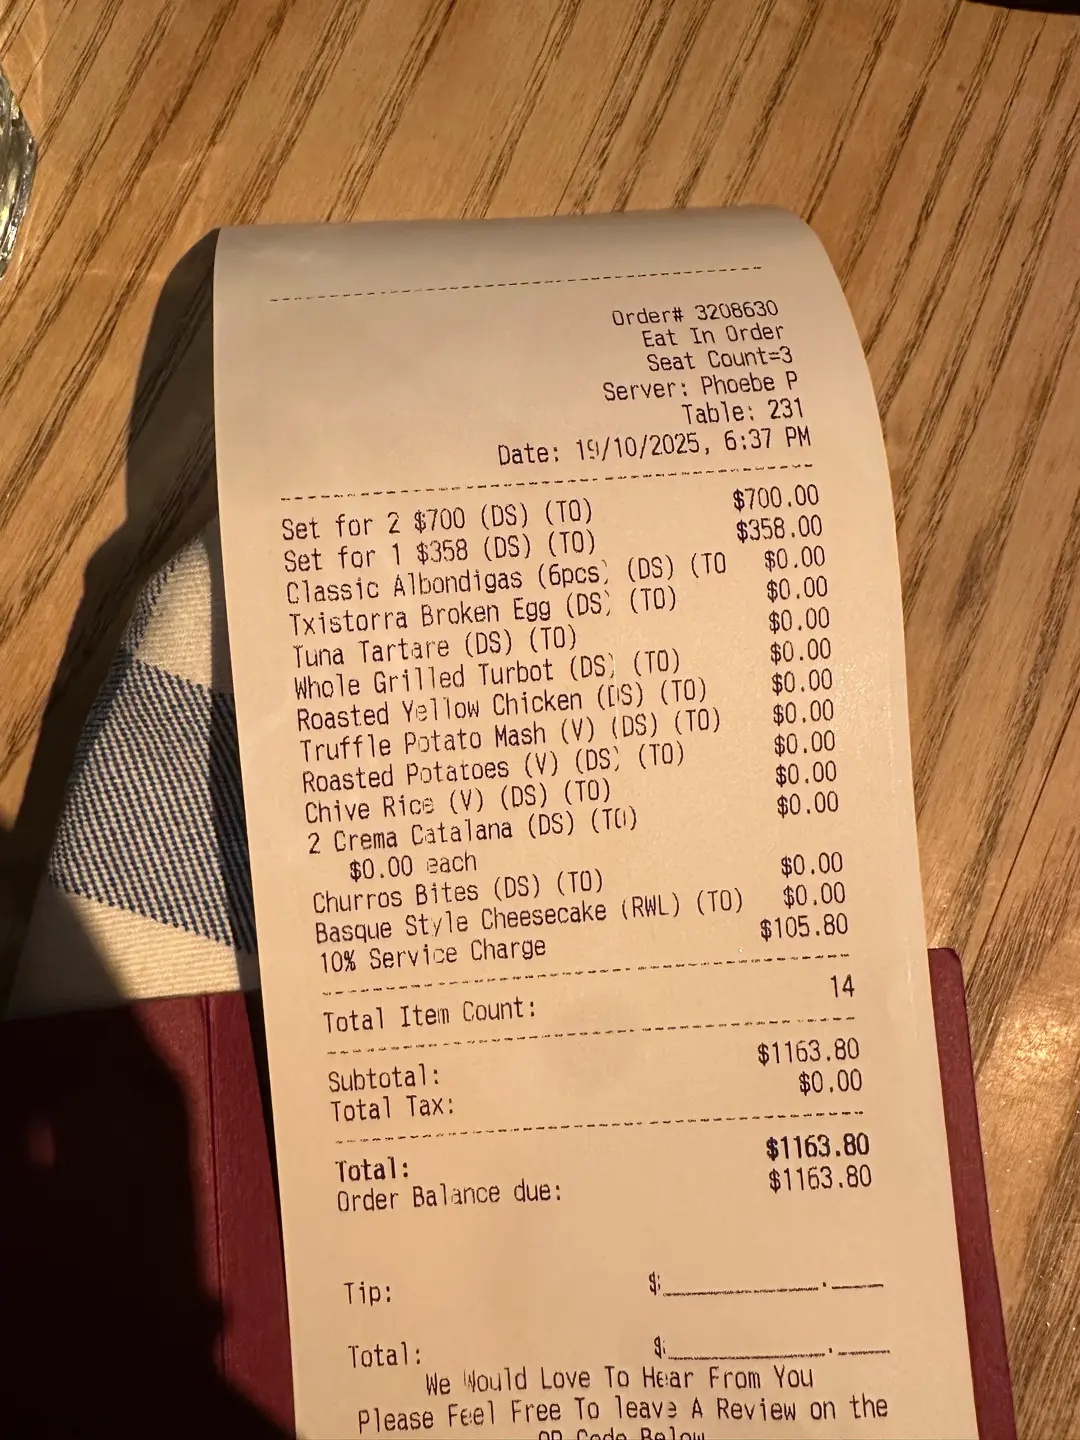 Order# 3208630
Eat In Order
Seat Count=3
Server: Phoebe P
Table: 231
Date: 19/10/2025, 6:37 PM
Set for 2 $700 (DS) (TO) $700.00
Set for 1 $358 (DS) (TO) $358.00
Classic Albondigas (6pcs) (DS) (TO $0.00
Txistorra Broken Egg (DS) (TO) $0.00
Tuna Tartare (DS) (TO) $0.00
Whole Grilled Turbot (DS) (TO) $0.00
Roasted Yellow Chicken (DS) (TO) $0.00
Truffle Potato Mash (V) (DS) (TO) $0.00
Roasted Potatoes (V) (DS) (TO) $0.00
Chive Rice (V) (DS) (TO) $0.00
2 Crema Catalana (DS) (TO) $0.00
$0.00 each
Churros Bites (DS) (TO) $0.00
Basque Style Cheesecake (RWL) (TO) $0.00
10% Service Charge $105.80
Total Item Count: 14
Subtotal: $1163.80
Total Tax: $0.00
Total: $1163.80
Order Balance due: $1163.80
Tip: $
Total: $
We Would Love To Hear From You
Please Feel Free To leave A Review on the
QR Code Below